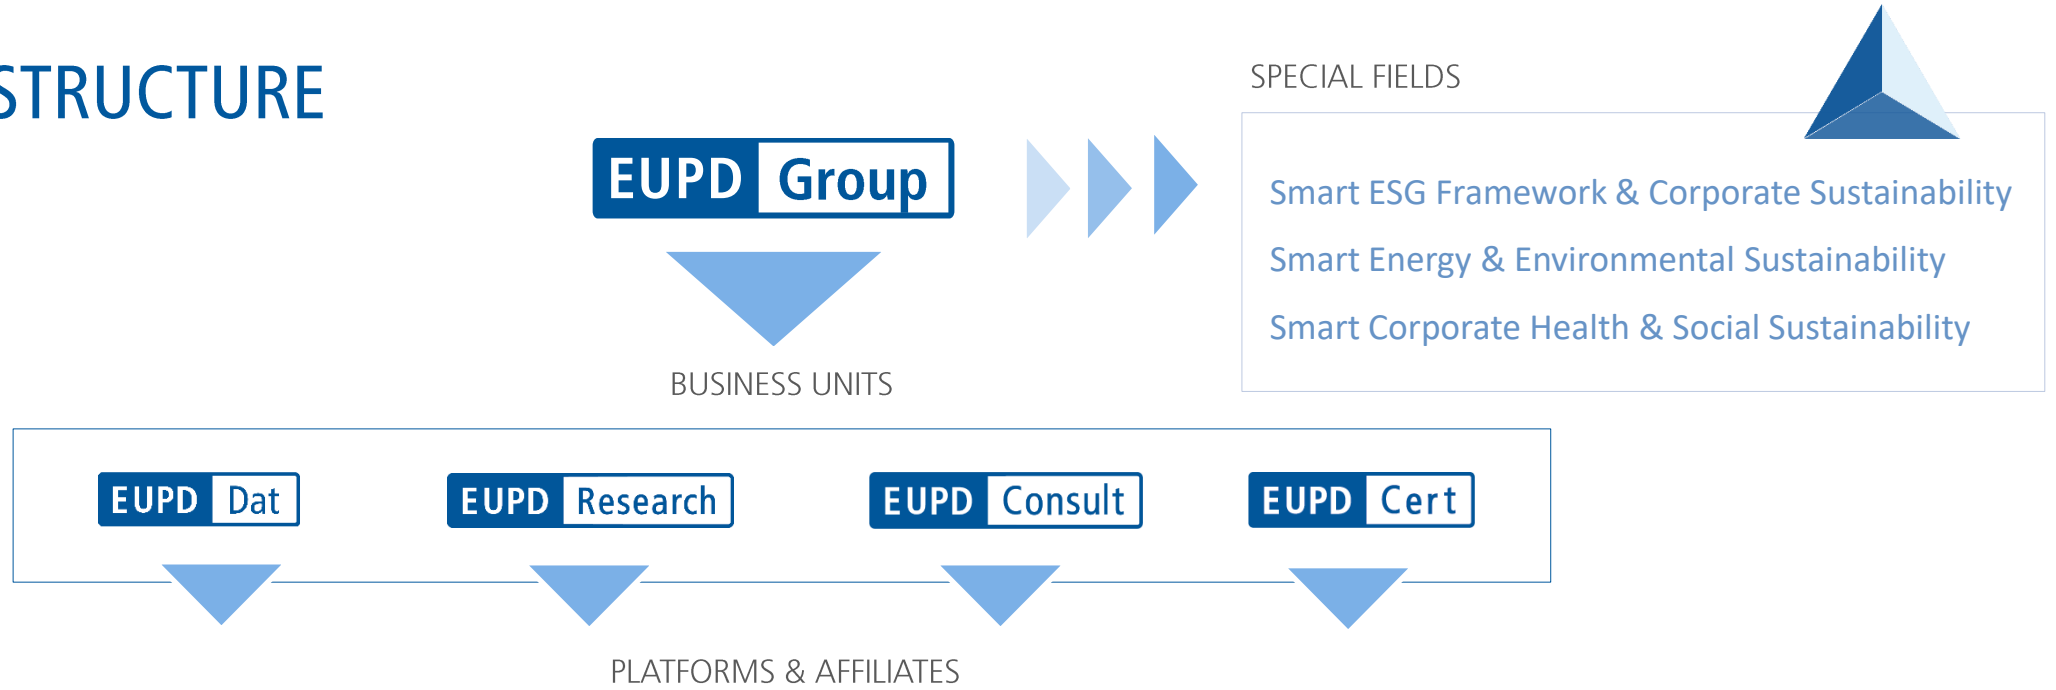 STRUCTURE
SPECIAL FIELDS
EUPD Group
Smart ESG Framework & Corporate Sustainability
Smart Energy & Environmental Sustainability
Smart Corporate Health & Social Sustainability
BUSINESS UNITS
EUPD Dat
EUPD Research
EUPD Consult
EUPD Cert
PLATFORMS & AFFILIATES